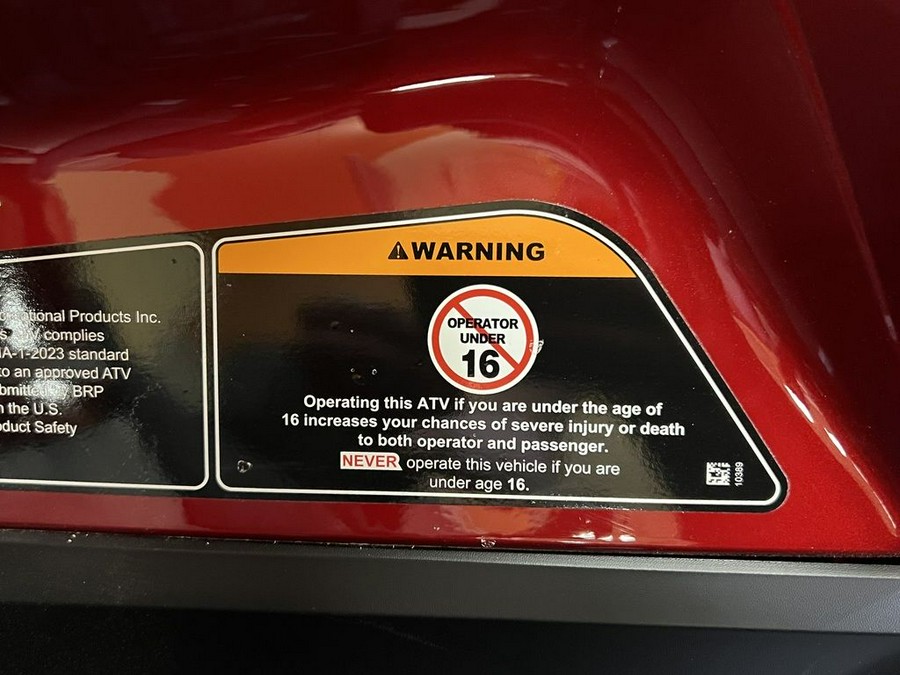 Products Inc.
complies
A-1-2023 standard
to an approved ATV
BRP
the U.S.
Product Safety
WARNING
OPERATOR
UNDER
16
Operating this ATV if you are under the age of
16 increases your chances of severe injury or death
to both operator and passenger.
NEVER operate this vehicle if you are
under age 16.
10389